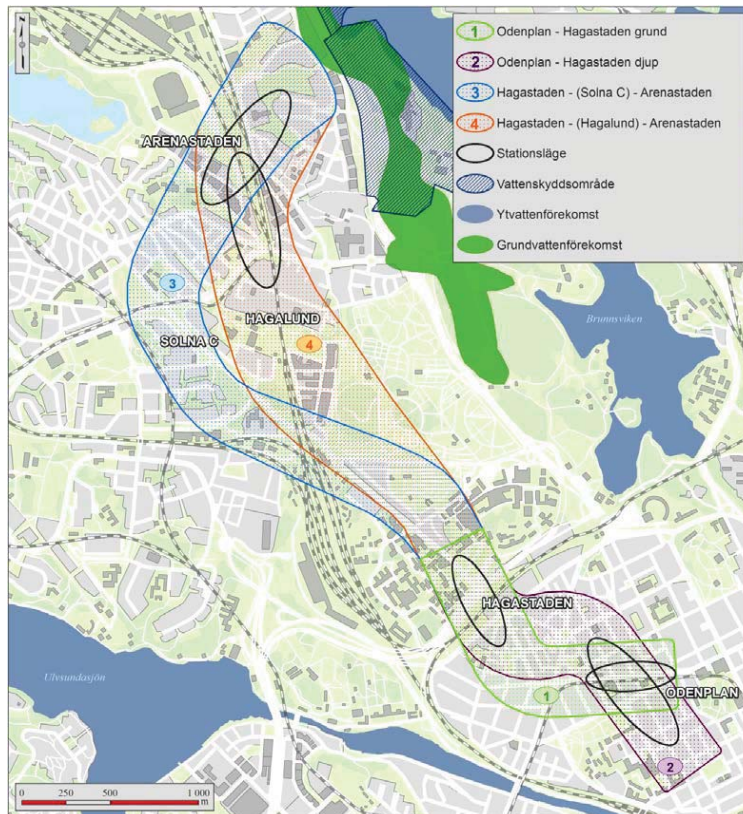 N
1 Odenplan - Hagastaden grund
2 Odenplan - Hagastaden djup
3 Hagastaden - (Solna C) - Arenastaden
4 Hagastaden - (Hagalund) - Arenastaden
Stationsläge
Vattenskyddsområde
Ytvattenförekomst
Grundvattenförekomst
ARENASTADEN
3
HAGALUND
Brunnsviken
SOLNA C
4
HAGASTADEN
Ulvsundasjön
ODENPLAN
1
2
0 250 500 1 000
m